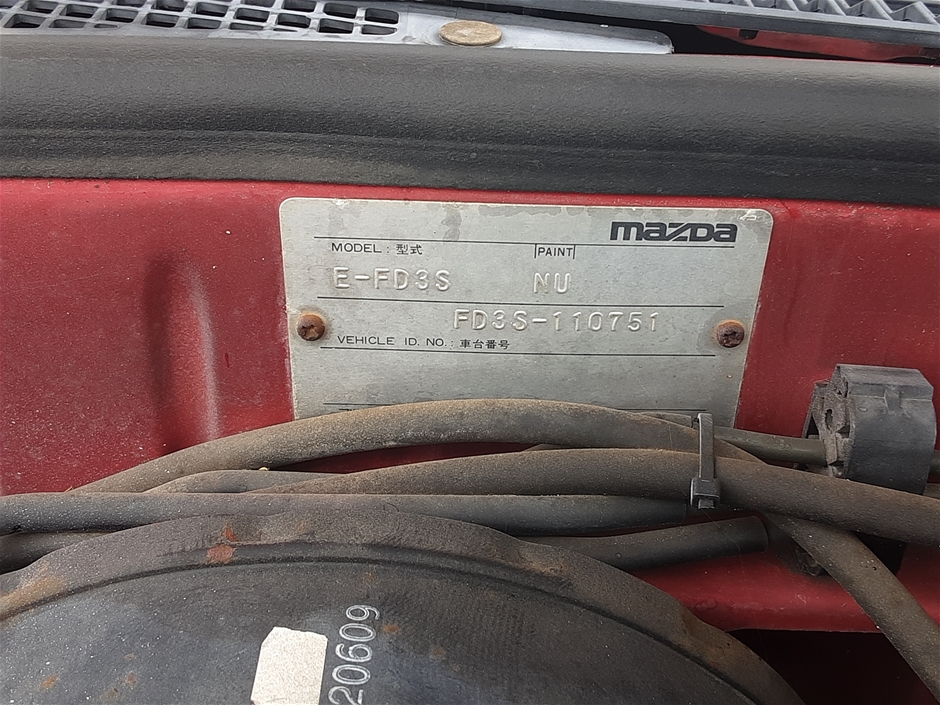 mazda
MODEL : 型式 PAINT
E-FD3S NU
FD3S-110751
VEHICLE ID. NO. : 車台番号
20609